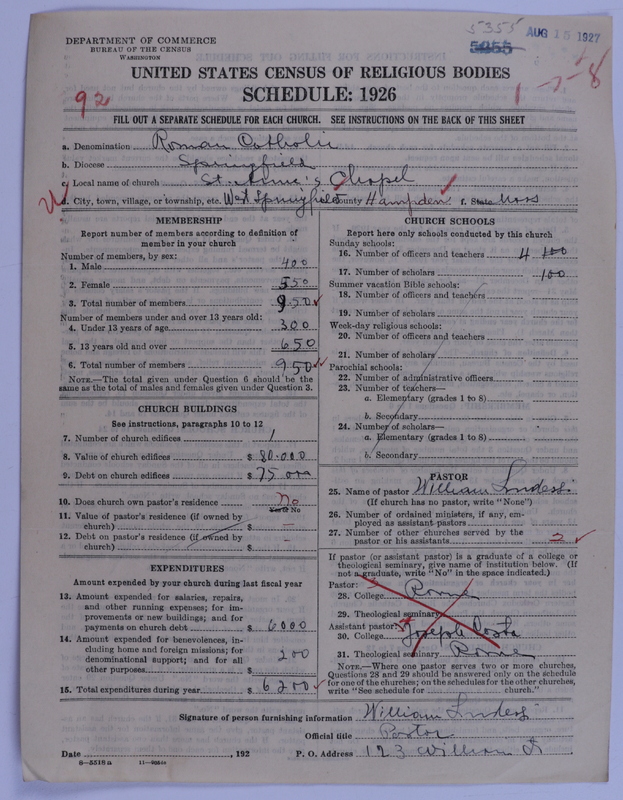 DEPARTMENT OF COMMERCE
BUREAU OF THE CENSUS
WASHINGTON
5355
5355
AUG 15 1927
UNITED STATES CENSUS OF RELIGIOUS BODIES
92
SCHEDULE: 1926
1-7-8
FILL OUT A SEPARATE SCHEDULE FOR EACH CHURCH. SEE INSTRUCTIONS ON THE BACK OF THIS SHEET
a. Denomination Roman Catholic
b. Diocese Springfield
c. Local name of church St. Anne's Chapel
d. City, town, village, or township, etc. West Springfield County Hampden f. State Mass
MEMBERSHIP
Report number of members according to definition of
member in your church
Number of members, by sex:
1. Male 400
2. Female 550
3. Total number of members 950
Number of members under and over 13 years old:
4. Under 13 years of age 300
5. 13 years old and over 650
6. Total number of members 950
NOTE.—The total given under Question 6 should be the
same as the total of males and females given under Question 3.
CHURCH BUILDINGS
See instructions, paragraphs 10 to 12
7. Number of church edifices 1
8. Value of church edifices $ 80.000
9. Debt on church edifices $ 75 000
10. Does church own pastor's residence No
Yes or No
11. Value of pastor's residence (if owned by
church) $ —
12. Debt on pastor's residence (if owned by
church) $ —
EXPENDITURES
Amount expended by your church during last fiscal year
13. Amount expended for salaries, repairs,
and other running expenses; for im-
provements or new buildings; and for
payments on church debt $ 6000
14. Amount expended for benevolences, in-
cluding home and foreign missions; for
denominational support; and for all
other purposes $ 200
15. Total expenditures during year $ 6200
CHURCH SCHOOLS
Report here only schools conducted by this church
Sunday schools:
16. Number of officers and teachers 4 100
17. Number of scholars 100
Summer vacation Bible schools:
18. Number of officers and teachers
19. Number of scholars
Week-day religious schools:
20. Number of officers and teachers
21. Number of scholars
Parochial schools:
22. Number of administrative officers
23. Number of teachers—
a. Elementary (grades 1 to 8)
b. Secondary
24. Number of scholars—
a. Elementary (grades 1 to 8)
b. Secondary
PASTOR
25. Name of pastor William
(If church has no pastor, write "None")
26. Number of ordained ministers, if any, em-
ployed as assistant pastors
27. Number of other churches served by the
pastor or his assistants 2
If pastor (or assistant pastor) is a graduate of a college or
theological seminary, give name of institution below. (If
not a graduate, write "No" in the space indicated.)
Pastor:
28. College Rome
29. Theological seminary
Assistant pastor:
30. College Joseph Costa
31. Theological seminary Rome
NOTE.—Where one pastor serves two or more churches,
Questions 28 and 29 should be answered only on the schedule
for one of the churches; on the schedules for the other churches,
write "See schedule for church."
Signature of person furnishing information William
Official title Pastor
Date , 192
P. O. Address 123 William St
8—5518a 11—9064a